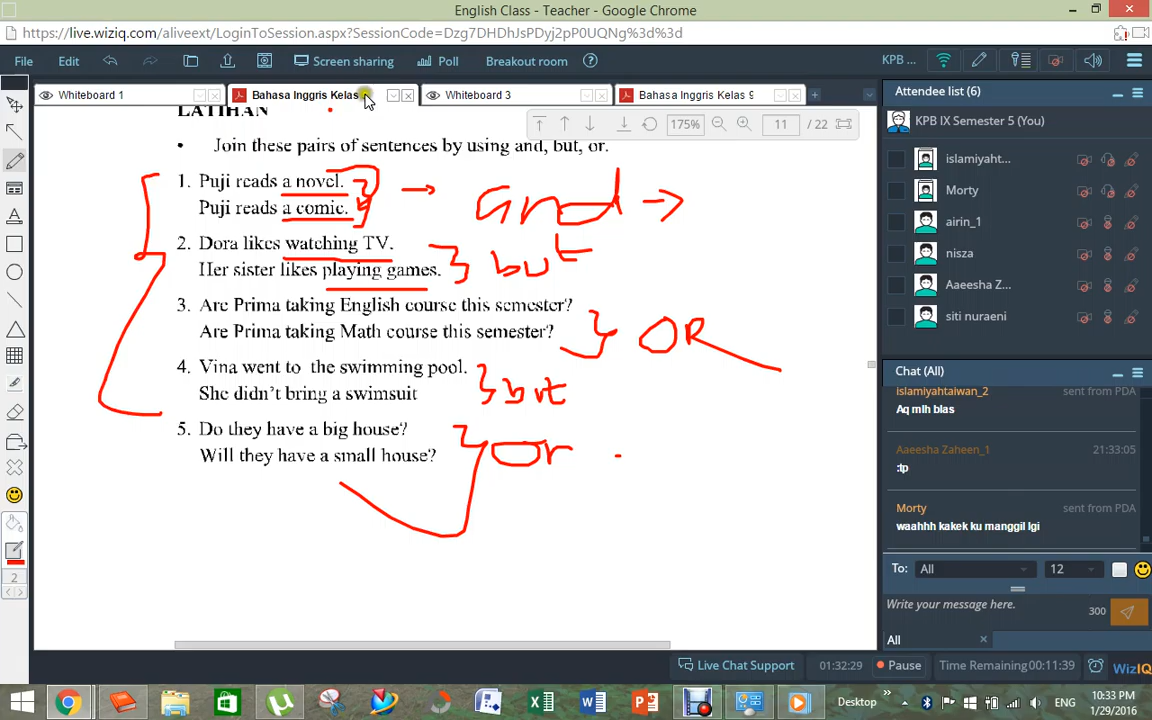 English Class - Teacher - Google Chrome
https://live.wiziq.com/aliveext/LoginToSession.aspx?SessionCode=Dzg7DHDhJsPDyj2pP0UQNg%3d%3d
File Edit Screen sharing Poll Breakout room KPB ...
Whiteboard 1 Bahasa Inggris Kelas Whiteboard 3 Bahasa Inggris Kelas 9
Attendee list (6)
KPB IX Semester 5 (You)
islamiyaht...
Morty
airin_1
nisza
Aaeesha Z...
siti nuraeni
175% 11 / 22
LATIHAN
• Join these pairs of sentences by using and, but, or.
1. Puji reads a novel.
Puji reads a comic.
and
2. Dora likes watching TV.
Her sister likes playing games.
but
3. Are Prima taking English course this semester?
Are Prima taking Math course this semester?
OR
4. Vina went to the swimming pool.
She didn't bring a swimsuit
but
5. Do they have a big house?
Will they have a small house?
or
2
Chat (All)
islamiyahtaiwan_2 sent from PDA
Aq mlh blas
Aaeesha Zaheen_1 21:33:05
:tp
Morty sent from PDA
waahhh kakek ku manggil lgi
To: All 12
Write your message here. 300
All
Live Chat Support 01:32:29 Pause Time Remaining 00:11:39 WizIQ
Desktop ENG
10:33 PM
1/29/2016